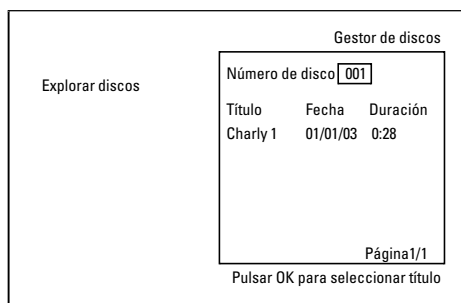 Gestor de discos
Explorar discos
Número de disco 001
Título Fecha Duración
Charly 1 01/01/03 0:28
Página1/1
Pulsar OK para seleccionar título